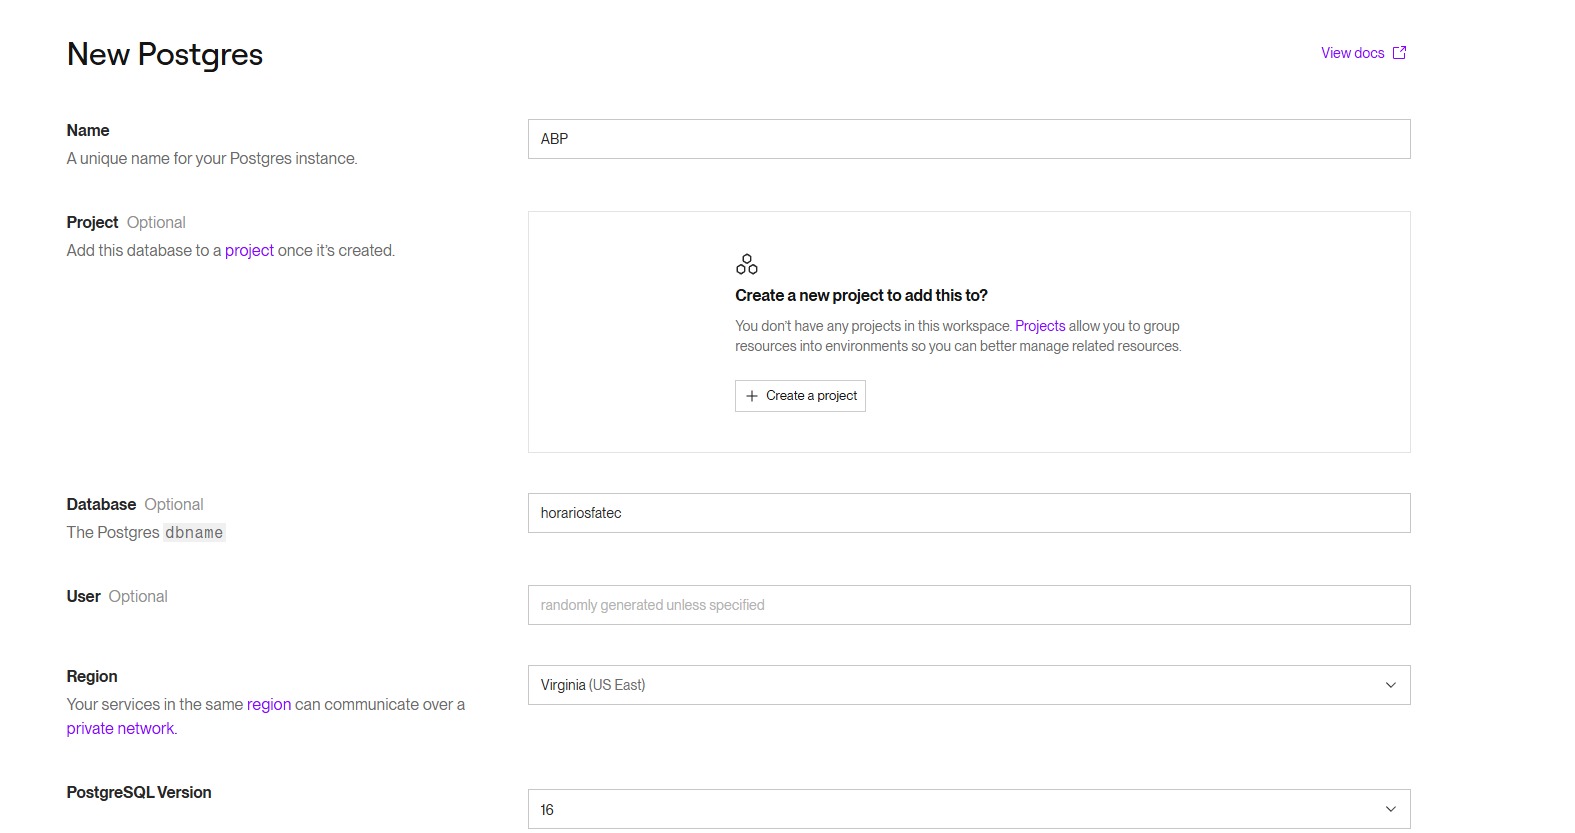 New Postgres
View docs
Name
A unique name for your Postgres instance.
ABP
Project Optional
Add this database to a project once it's created.
Create a new project to add this to?
You don't have any projects in this workspace. Projects allow you to group
resources into environments so you can better manage related resources.
Create a project
Database Optional
The Postgres dbname
horariosfatec
User Optional
randomly generated unless specified
Region
Your services in the same region can communicate over a
private network.
Virginia (US East)
PostgreSQL Version
16